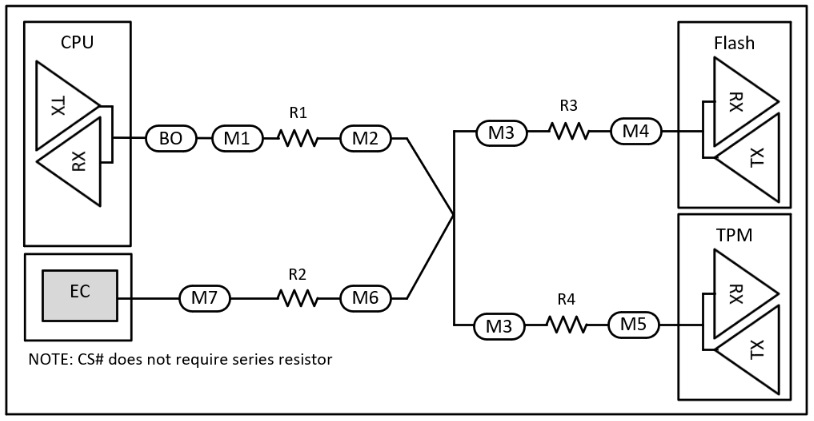 CPU
TX
RX
BO
M1
R1
M2
EC
M7
R2
M6
NOTE: CS# does not require series resistor
M3
R3
M4
Flash
RX
TX
M3
R4
M5
TPM
RX
TX